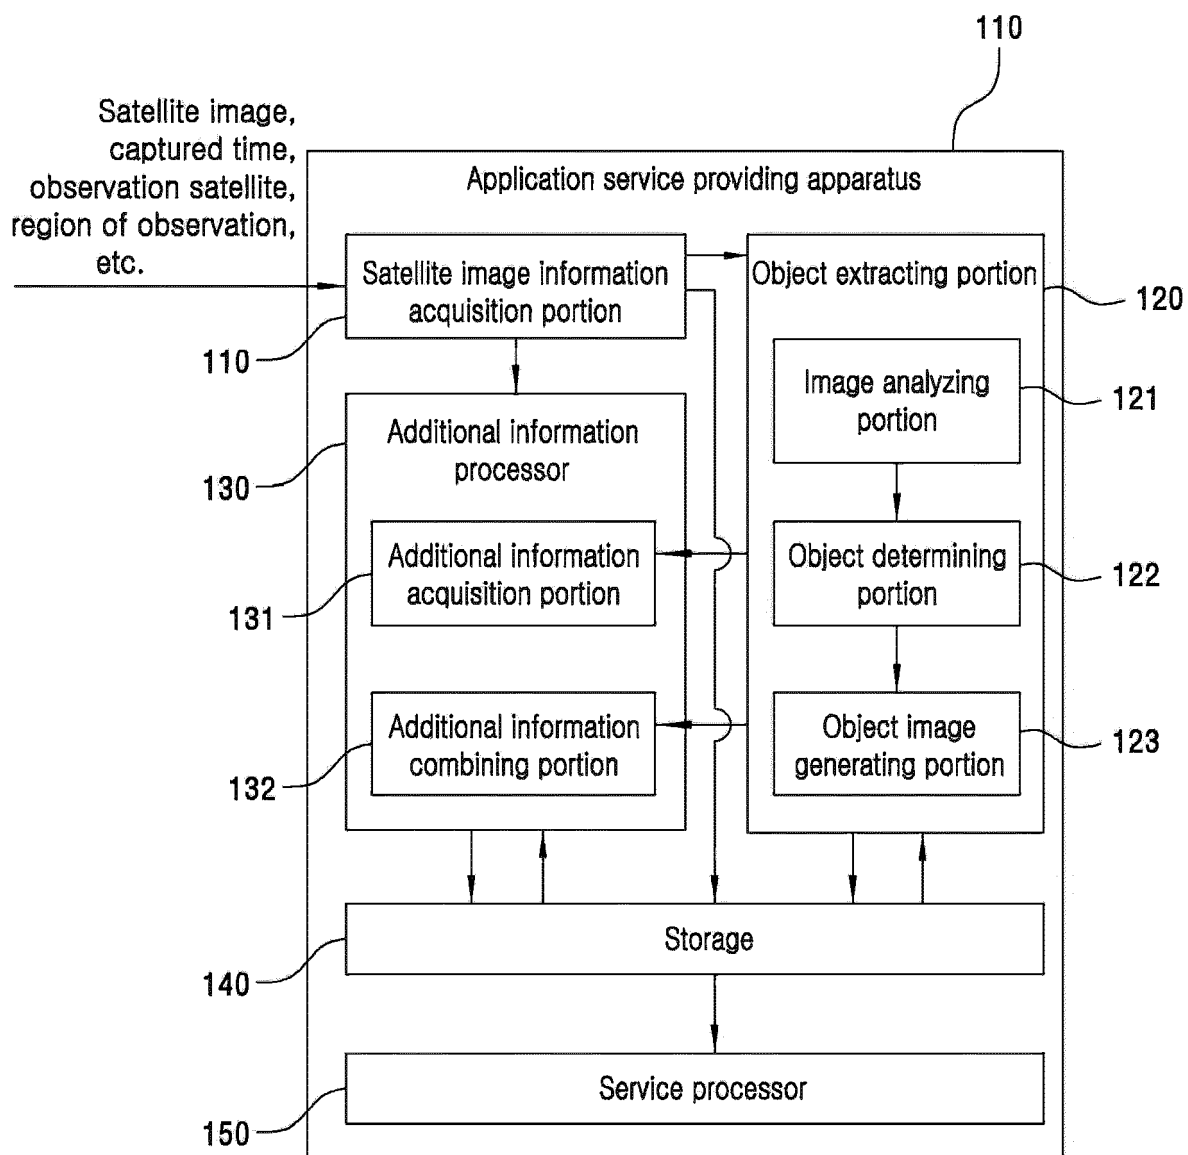 110
Satellite image,
captured time,
observation satellite,
region of observation,
etc.
Application service providing apparatus
Satellite image information
acquisition portion
110
Object extracting portion
120
Image analyzing
portion
121
Additional information
processor
130
Additional information
acquisition portion
131
Object determining
portion
122
Additional information
combining portion
132
Object image
generating portion
123
Storage
140
Service processor
150